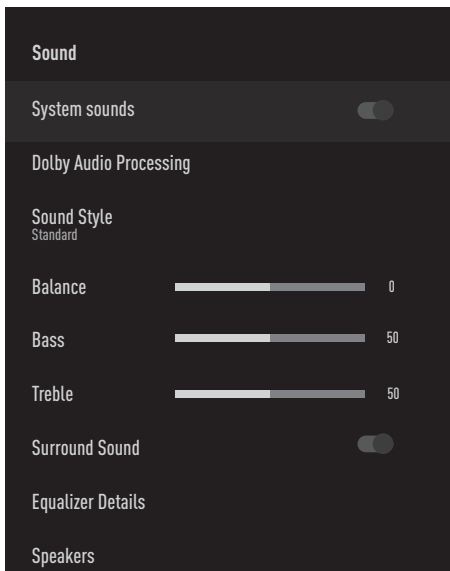 Sound
System sounds
Dolby Audio Processing
Sound Style
Standard
Balance 0
Bass 50
Treble 50
Surround Sound
Equalizer Details
Speakers